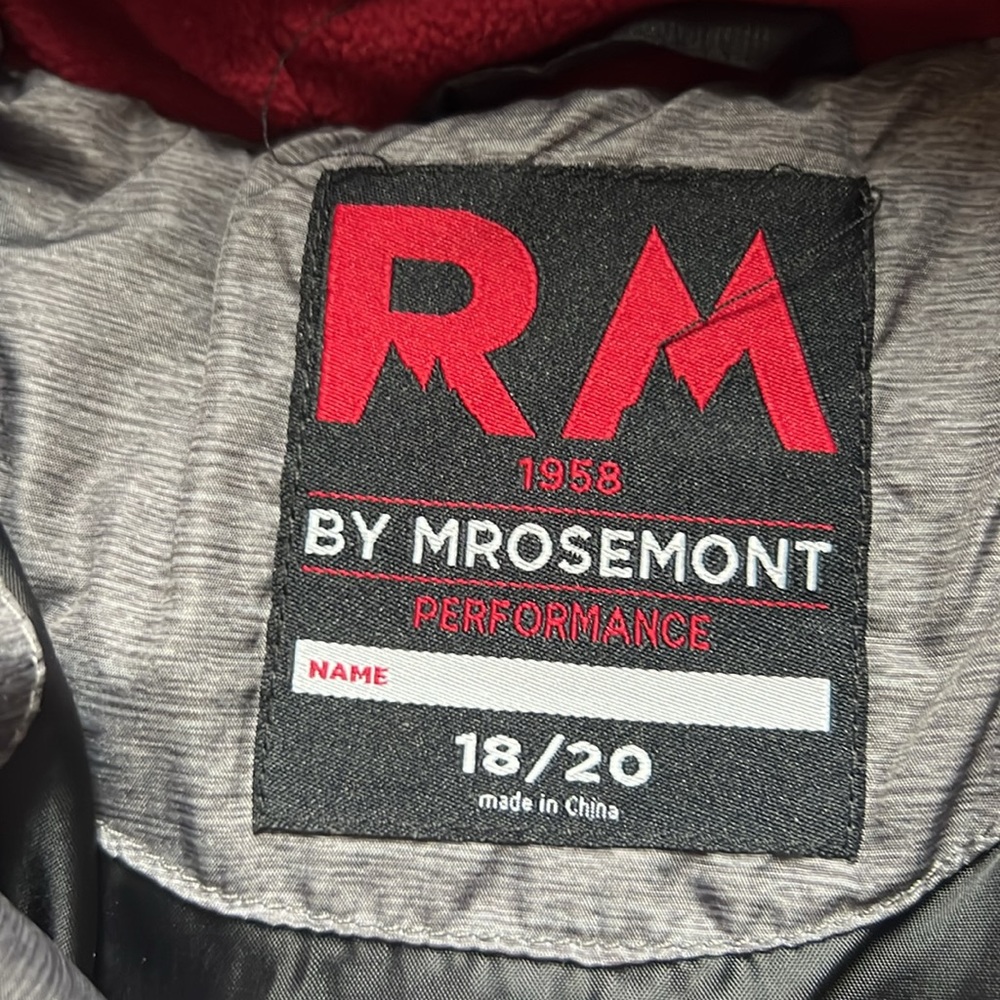 RM
1958
BY MROSEMONT
PERFORMANCE
NAME
18/20
made in China